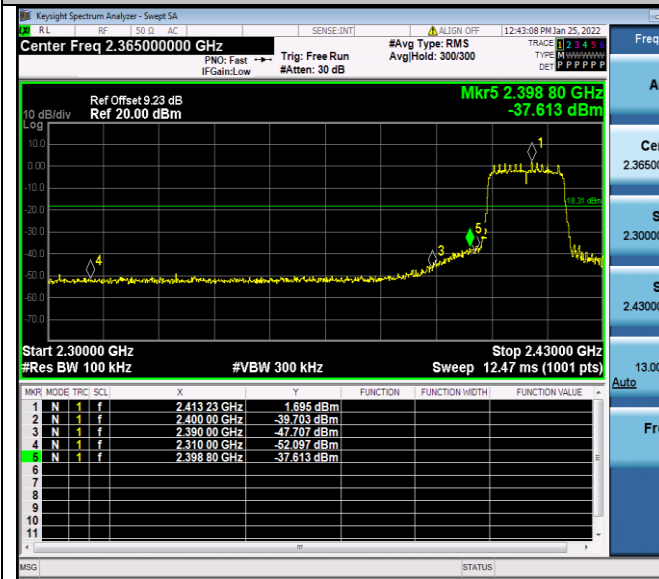 Keysight Spectrum Analyzer - Swept SA
RL RF 50 Ω AC SENSE:INT ALIGN OFF 12:43:08 PM Jan 25, 2022
Center Freq 2.365000000 GHz
PNO: Fast
IFGain:Low
Trig: Free Run
#Atten: 30 dB
#Avg Type: RMS
Avg|Hold: 300/300
TRACE 1 2 3 4 5 6
TYPE M W W W W W
DET P P P P P P
Ref Offset 9.23 dB
Ref 20.00 dBm
10 dB/div
Log
Mkr5 2.398 80 GHz
-37.613 dBm
10.0
0.00
-10.0
-20.0
-30.0
-40.0
-50.0
-60.0
-70.0
1
-18.31 dBm
5
2
3
4
Start 2.30000 GHz
Stop 2.43000 GHz
#Res BW 100 kHz
#VBW 300 kHz
Sweep 12.47 ms (1001 pts)
MKR MODE TRC SCL X Y FUNCTION FUNCTION WIDTH FUNCTION VALUE
1 N 1 f 2.413 23 GHz 1.695 dBm
2 N 1 f 2.400 00 GHz -39.703 dBm
3 N 1 f 2.390 00 GHz -47.707 dBm
4 N 1 f 2.310 00 GHz -52.097 dBm
5 N 1 f 2.398 80 GHz -37.613 dBm
6
7
8
9
10
11
MSG STATUS
Freq
A
Cen
2.36500
S
2.30000
S
2.43000
13.00
Auto
Fre